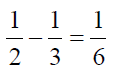 1/2 − 1/3 = 1/6